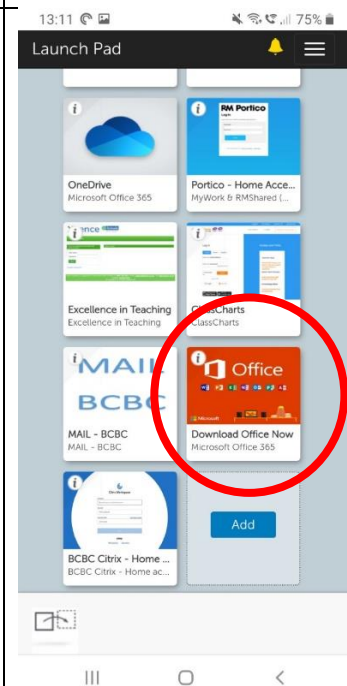 13:11 75%
Launch Pad
OneDrive
Microsoft Office 365
RM Portico
Log in
Portico - Home Acce...
MyWork & RMShared (...
Excellence in Teaching
Excellence in Teaching
ClassCharts
ClassCharts
MAIL
BCBC
MAIL - BCBC
MAIL - BCBC
Office
Microsoft
Download Office Now
Microsoft Office 365
BCBC Citrix - Home ...
BCBC Citrix - Home ac...
Add